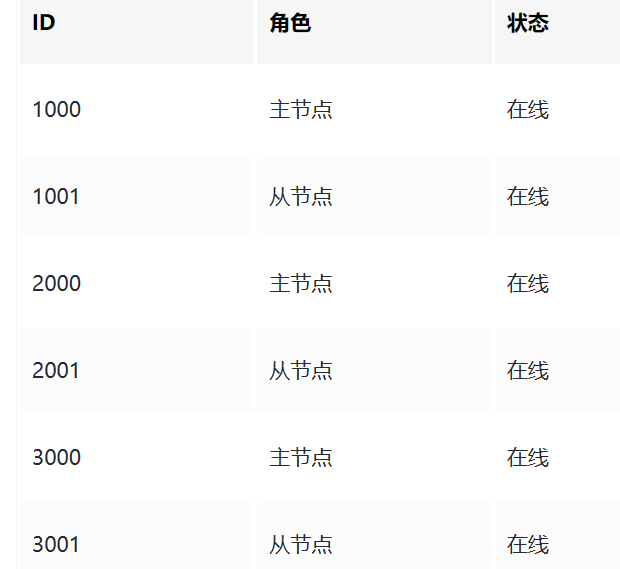 ID 角色 状态
1000 主节点 在线
1001 从节点 在线
2000 主节点 在线
2001 从节点 在线
3000 主节点 在线
3001 从节点 在线